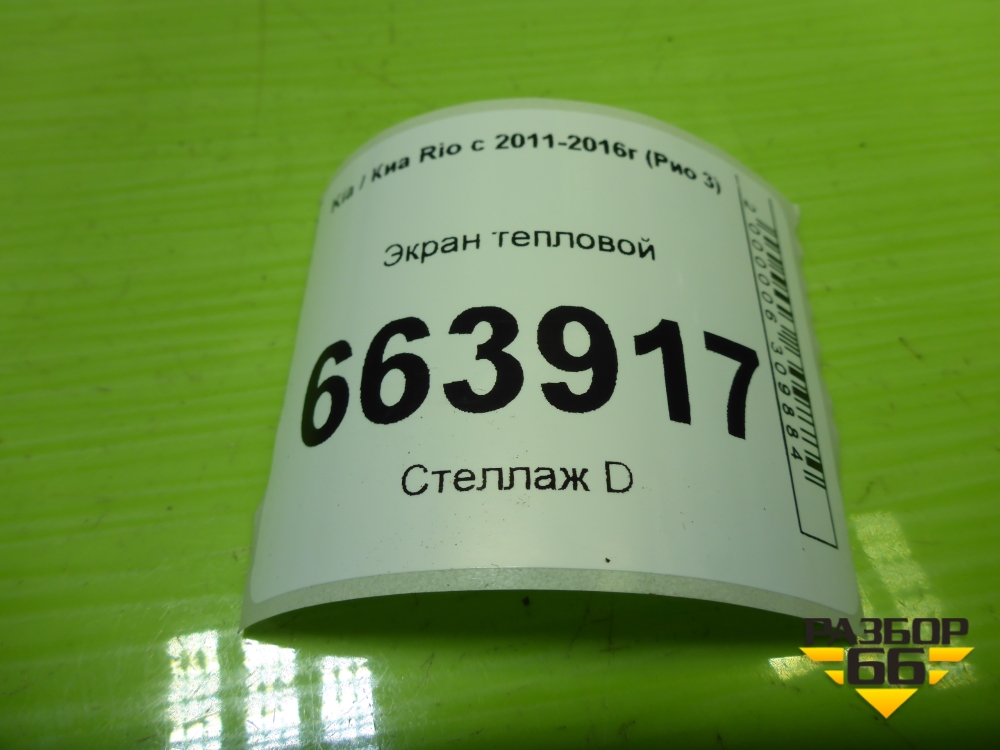 Kia / Киа Rio с 2011-2016г (Рио 3)
Экран тепловой
663917
Стеллаж D
2000006309884
РАЗБОР
66